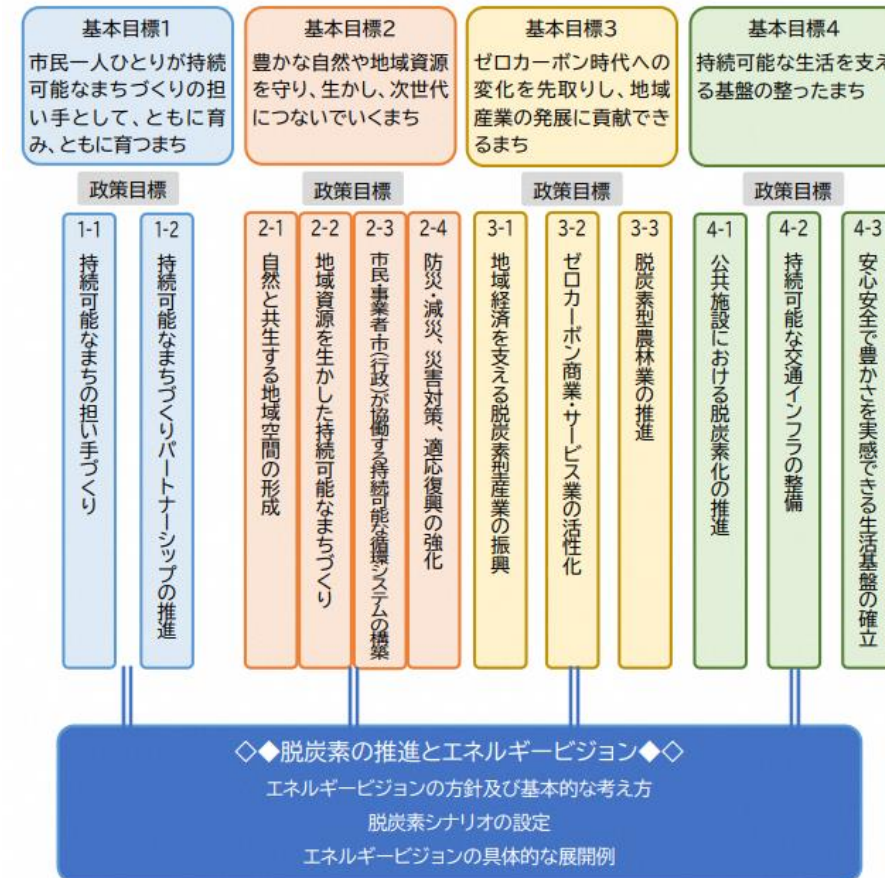 基本目標1
市民一人ひとりが持続
可能なまちづくりの担
い手として、ともに育
み、ともに育つまち
基本目標2
豊かな自然や地域資源
を守り、生かし、次世代
につないでいくまち
基本目標3
ゼロカーボン時代への
変化を先取りし、地域
産業の発展に貢献でき
るまち
基本目標4
持続可能な生活を支え
る基盤の整ったまち
政策目標
政策目標
政策目標
政策目標
1-1
持続可能なまちの担い手づくり
1-2
持続可能なまちづくりパートナーシップの推進
2-1
自然と共生する地域空間の形成
2-2
地域資源を生かした持続可能なまちづくり
2-3
市民・事業者・市(行政)が協働する持続可能な循環システムの構築
2-4
防災・減災、災害対策、適応復興の強化
3-1
地域経済を支える脱炭素型産業の振興
3-2
ゼロカーボン商業・サービス業の活性化
3-3
脱炭素型農林業の推進
4-1
公共施設における脱炭素化の推進
4-2
持続可能な交通インフラの整備
4-3
安心安全で豊かさを実感できる生活基盤の確立
◇◆脱炭素の推進とエネルギービジョン◆◇
エネルギービジョンの方針及び基本的な考え方
脱炭素シナリオの設定
エネルギービジョンの具体的な展開例